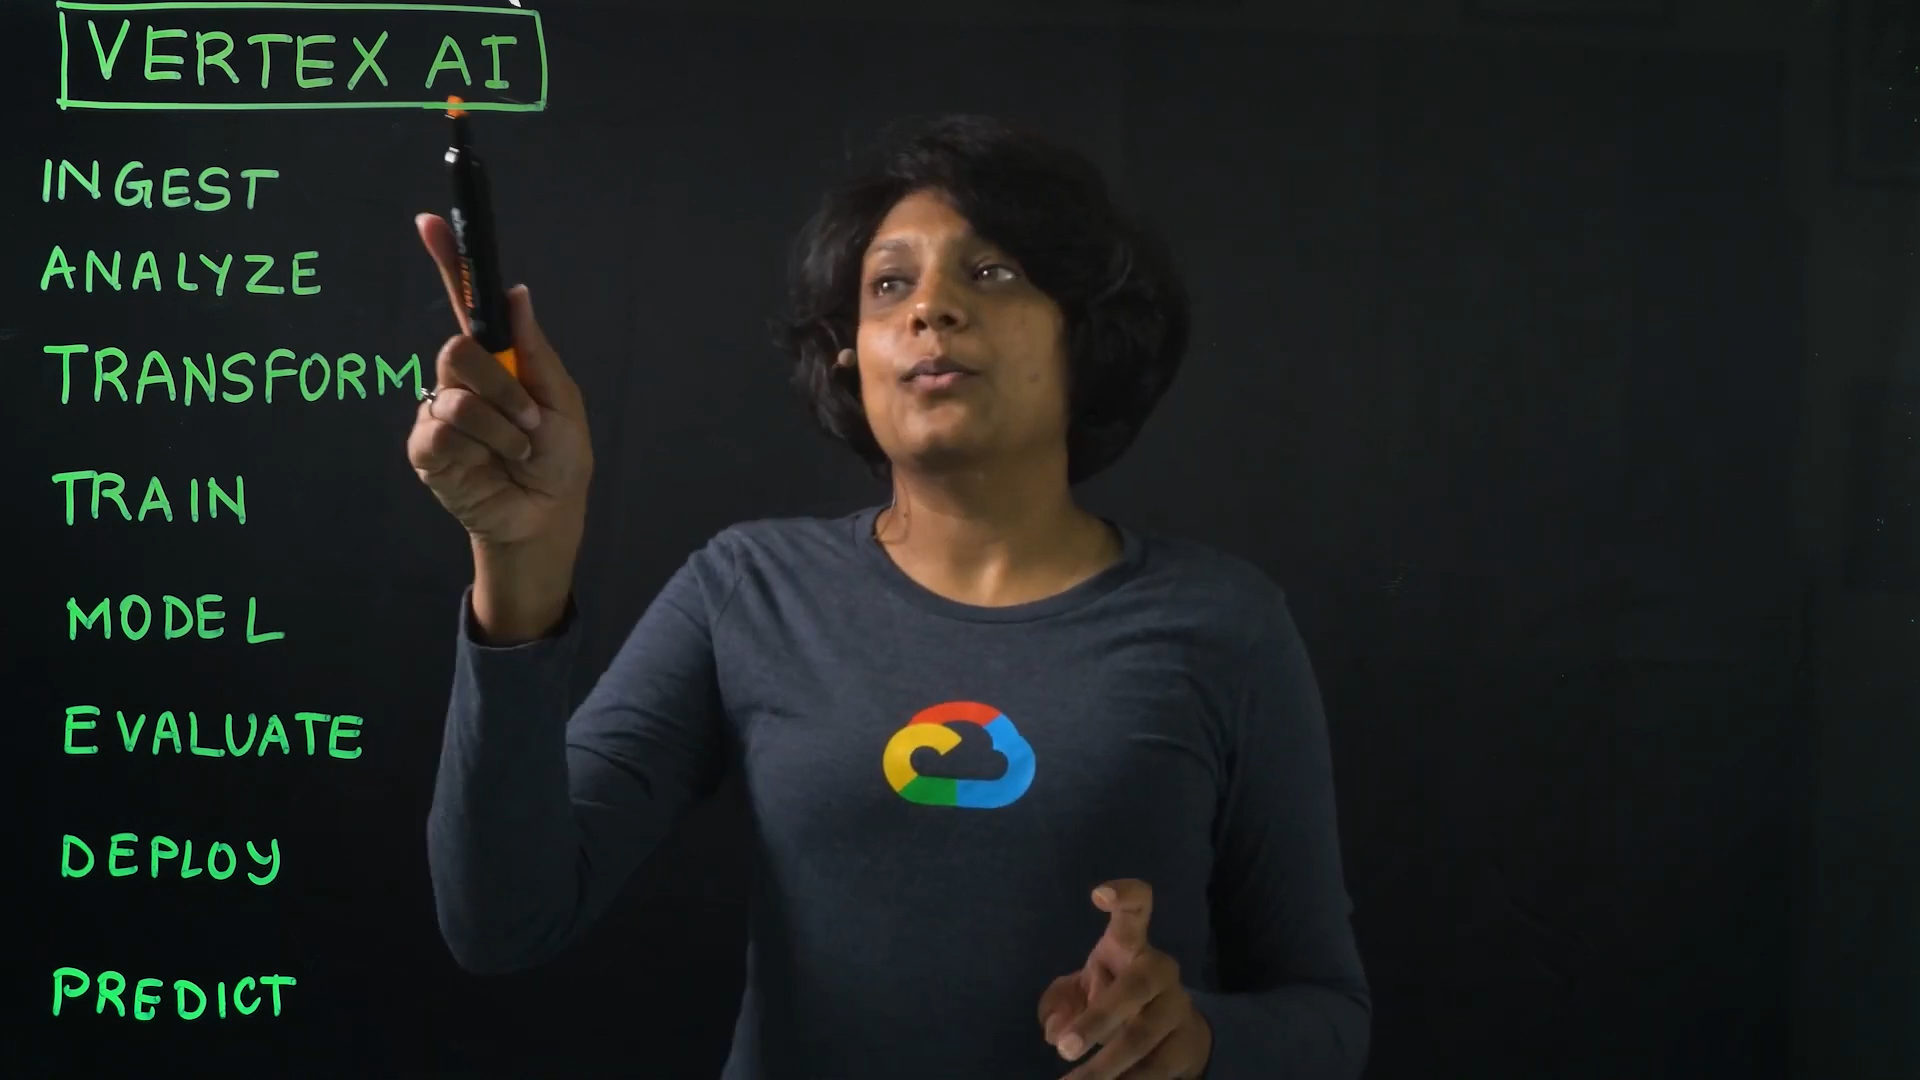 VERTEX AI
INGEST
ANALYZE
TRANSFORM
TRAIN
MODEL
EVALUATE
DEPLOY
PREDICT